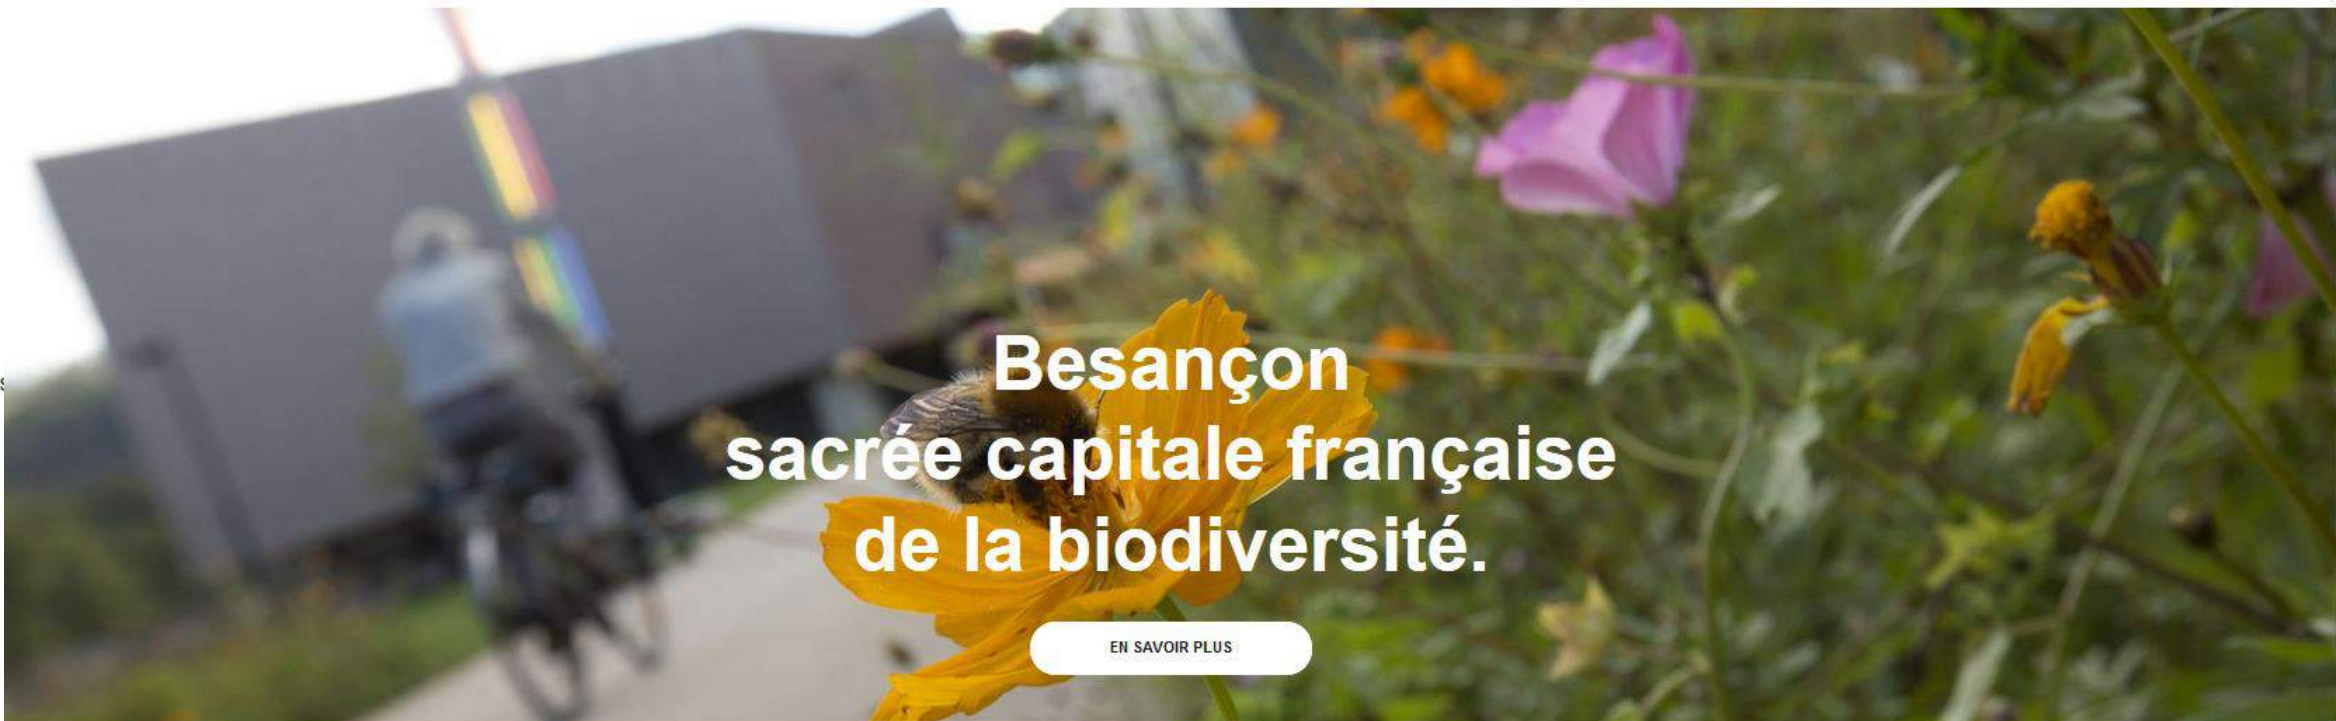 Besançon
sacrée capitale française
de la biodiversité.
EN SAVOIR PLUS